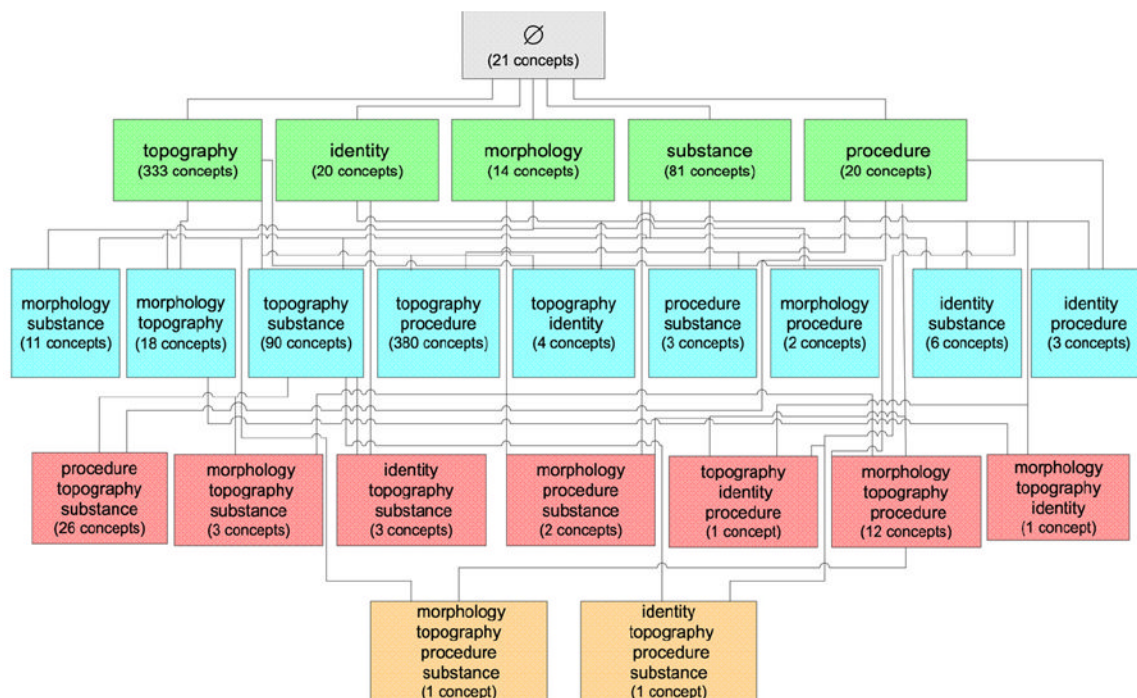 ∅
(21 concepts)
topography
(333 concepts)
identity
(20 concepts)
morphology
(14 concepts)
substance
(81 concepts)
procedure
(20 concepts)
morphology
substance
(11 concepts)
morphology
topography
(18 concepts)
topography
substance
(90 concepts)
topography
procedure
(380 concepts)
topography
identity
(4 concepts)
procedure
substance
(3 concepts)
morphology
procedure
(2 concepts)
identity
substance
(6 concepts)
identity
procedure
(3 concepts)
procedure
topography
substance
(26 concepts)
morphology
topography
substance
(3 concepts)
identity
topography
substance
(3 concepts)
morphology
procedure
substance
(2 concepts)
topography
identity
procedure
(1 concept)
morphology
topography
procedure
(12 concepts)
morphology
topography
identity
(1 concept)
morphology
topography
procedure
substance
(1 concept)
identity
topography
procedure
substance
(1 concept)